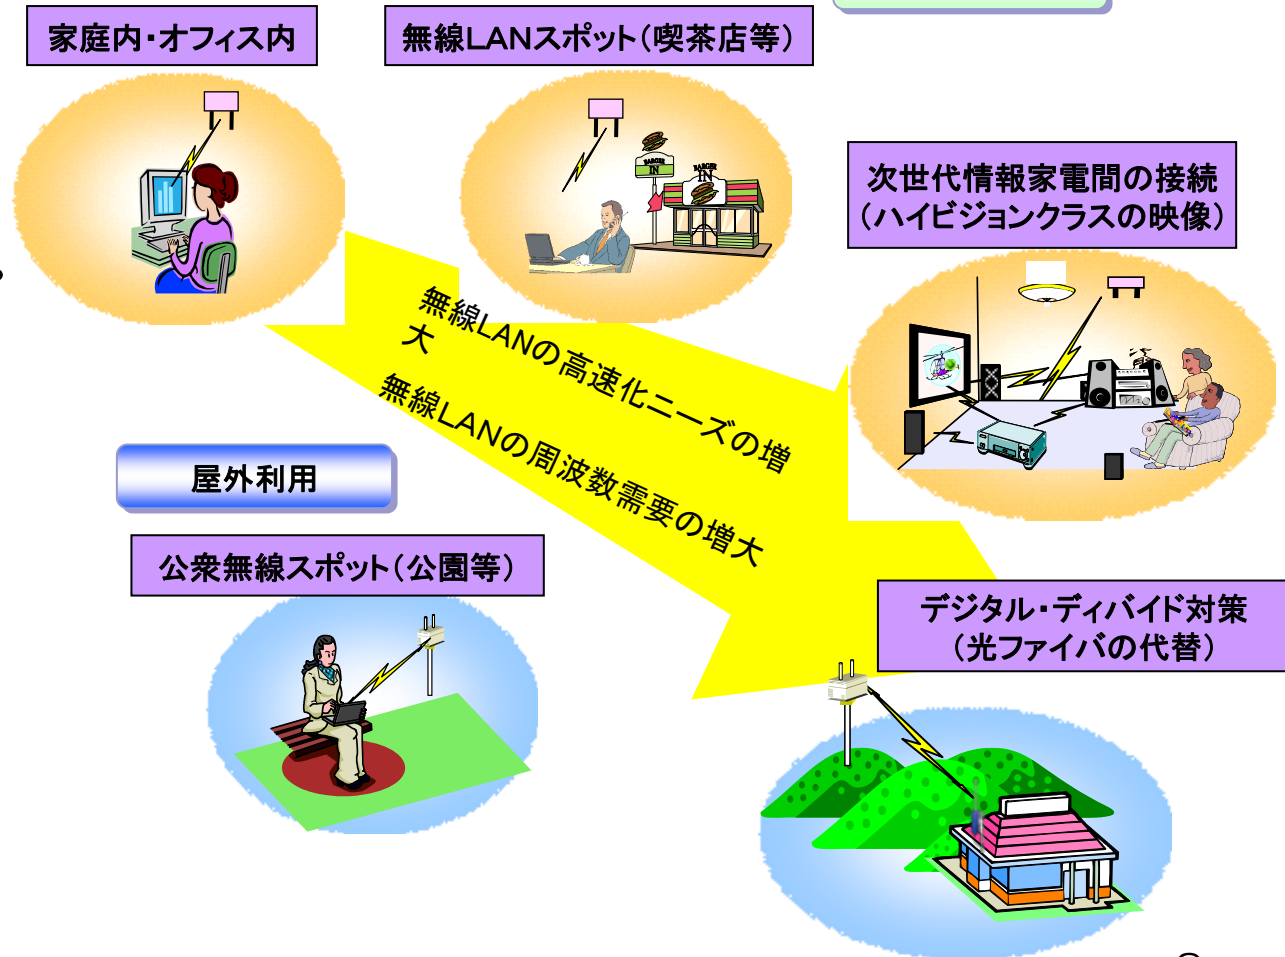 家庭内・オフィス内
無線LANスポット（喫茶店等）
BARGER
IN
BARGER
IN
次世代情報家電間の接続
（ハイビジョンクラスの映像）
無線LANの高速化ニーズの増
大
無線LANの周波数需要の増大
屋外利用
公衆無線スポット（公園等）
デジタル・ディバイド対策
（光ファイバの代替）